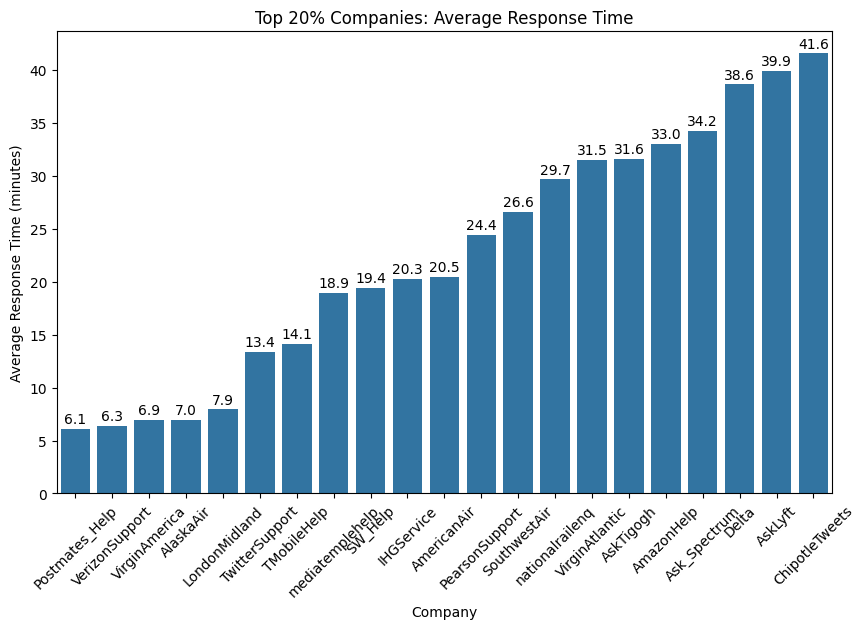 Top 20% Companies: Average Response Time
Average Response Time (minutes)
40
35
30
25
20
15
10
5
0
6.1
6.3
6.9
7.0
7.9
13.4
14.1
18.9
19.4
20.3
20.5
24.4
26.6
29.7
31.5
31.6
33.0
34.2
38.6
39.9
41.6
Postmates_Help
VerizonSupport
VirginAmerica
AlaskaAir
LondonMidland
TwitterSupport
TMobileHelp
mediatemplehelp
SW_Help
IHGService
AmericanAir
PearsonSupport
SouthwestAir
nationalrailenq
VirginAtlantic
AskTigogh
AmazonHelp
Ask_Spectrum
Delta
AskLyft
ChipotleTweets
Company